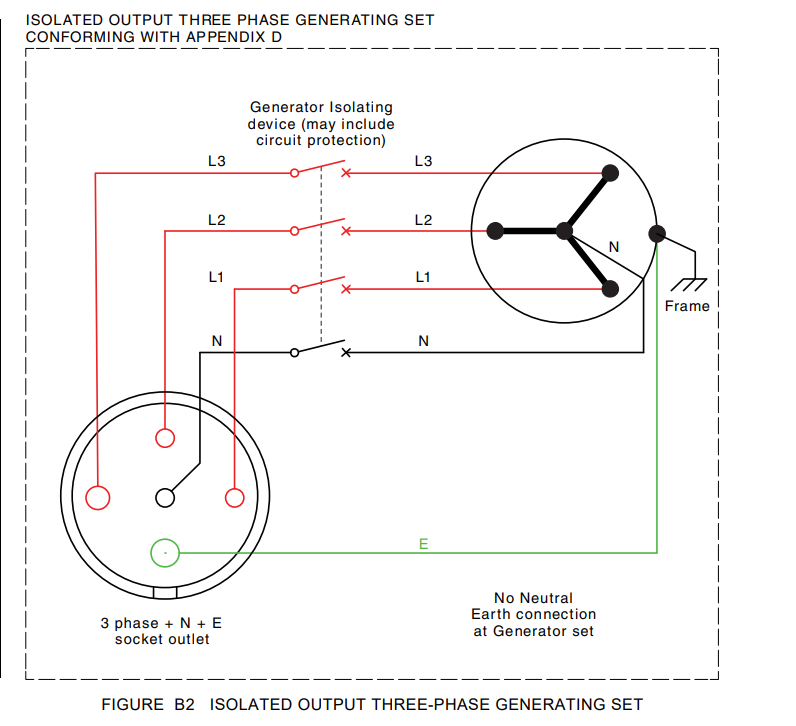 ISOLATED OUTPUT THREE PHASE GENERATING SET
CONFORMING WITH APPENDIX D
Generator Isolating
device (may include
circuit protection)
L3
L3
L2
L2
N
L1
L1
Frame
N
N
E
No Neutral
Earth connection
at Generator set
3 phase + N + E
socket outlet
FIGURE B2 ISOLATED OUTPUT THREE-PHASE GENERATING SET